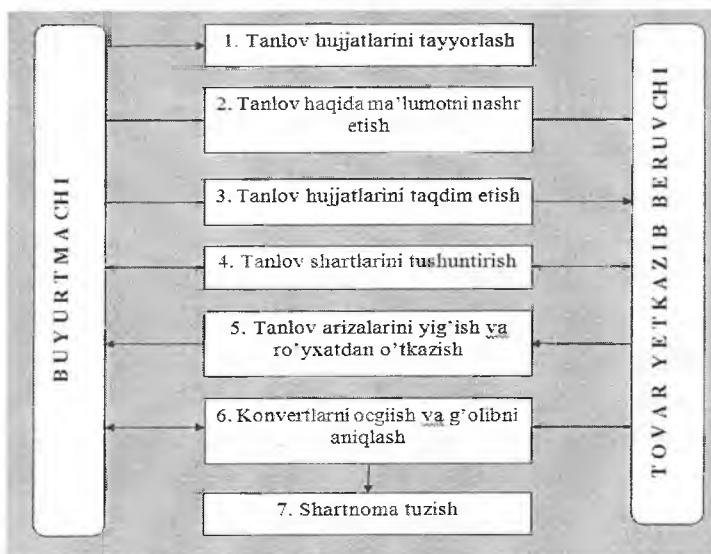 BUYURTMACHI
1. Tanlov hujjatlarini tayyorlash
2. Tanlov haqida ma'lumotni nashr
etish
3. Tanlov hujjatlarini taqdim etish
4. Tanlov shartlarini tushuntirish
5. Tanlov arizalarini yig'ish va
ro'yxatdan o'tkazish
6. Konvertlarni ocgiish va g'olibni
aniqlash
7. Shartnoma tuzish
TOVAR YETKAZIB BERUVCHI